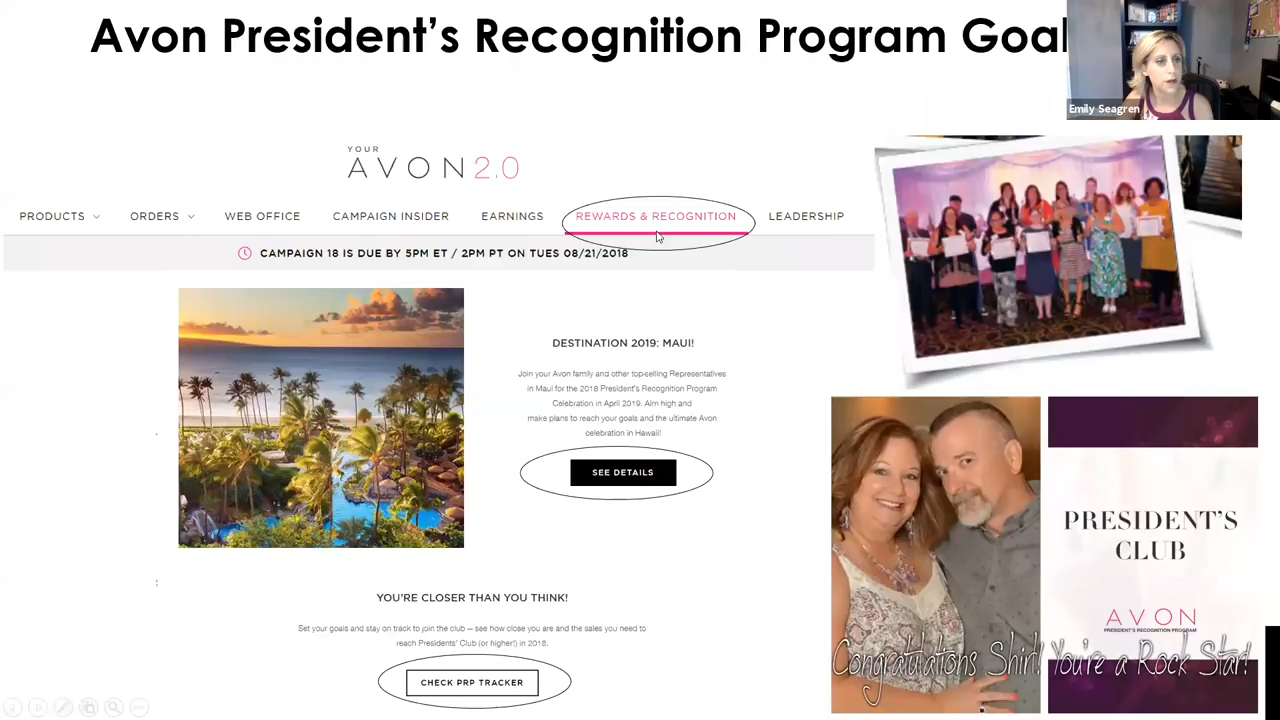 Avon President’s Recognition Program Goal
Emily Seagren
YOUR
AVON2.0
PRODUCTS ORDERS WEB OFFICE CAMPAIGN INSIDER EARNINGS REWARDS & RECOGNITION LEADERSHIP
CAMPAIGN 18 IS DUE BY 5PM ET / 2PM PT ON TUES 08/21/2018
DESTINATION 2019: MAUI!
Join your Avon family and other top-selling Representatives
in Maui for the 2018 President's Recognition Program
Celebration in April 2019. Aim high and
make plans to reach your goals and the ultimate Avon
celebration in Hawaii!
SEE DETAILS
YOU'RE CLOSER THAN YOU THINK!
Set your goals and stay on track to join the club — see how close you are and the sales you need to
reach Presidents' Club (or higher!) in 2018.
CHECK PRP TRACKER
PRESIDENT'S
CLUB
AVON
PRESIDENT'S RECOGNITION PROGRAM
Congratulations Shiri! You're a Rock Star!